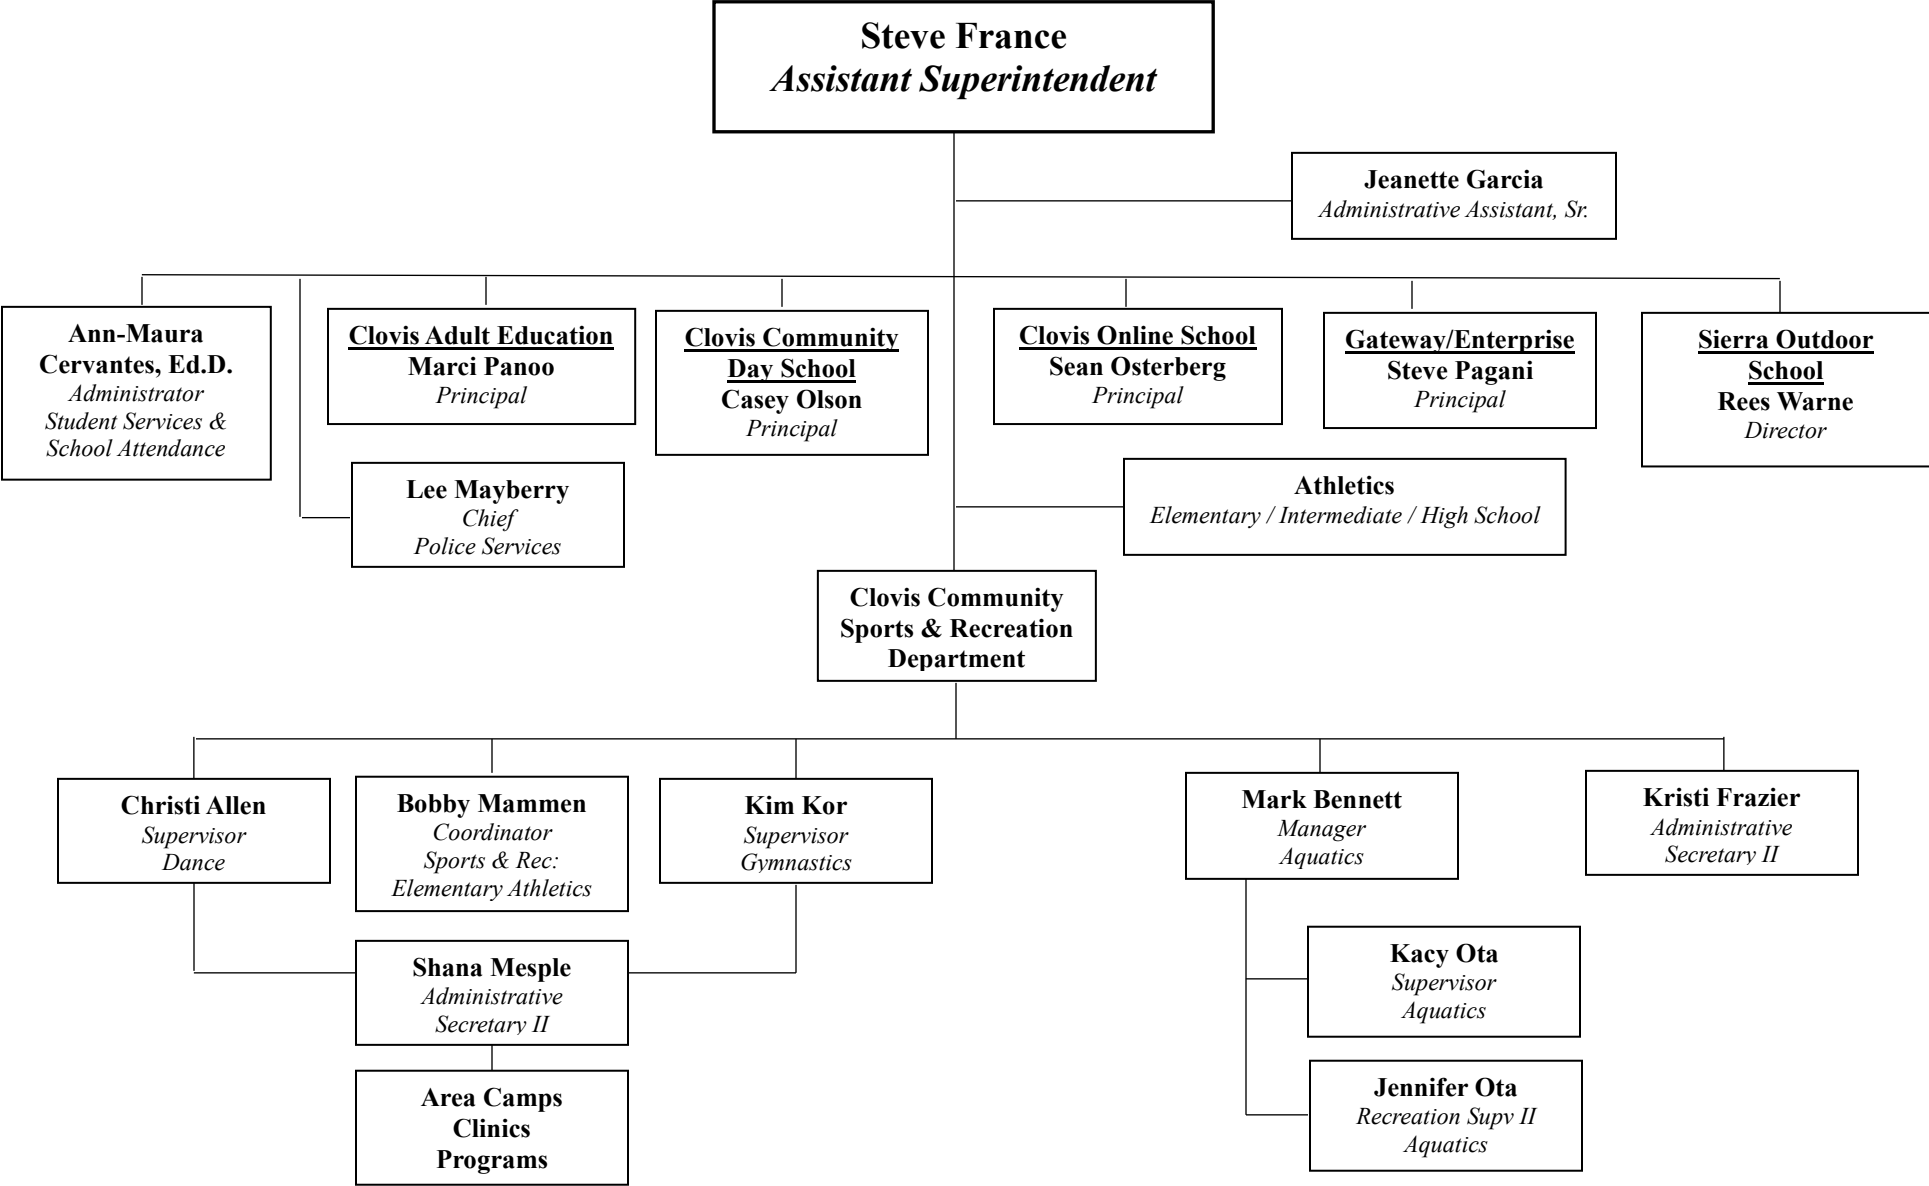 Steve France
Assistant Superintendent
Jeanette Garcia
Administrative Assistant, Sr.
Ann-Maura
Cervantes, Ed.D.
Administrator
Student Services &
School Attendance
Clovis Adult Education
Marci Panoo
Principal
Clovis Community
Day School
Casey Olson
Principal
Clovis Online School
Sean Osterberg
Principal
Gateway/Enterprise
Steve Pagani
Principal
Sierra Outdoor
School
Rees Warne
Director
Lee Mayberry
Chief
Police Services
Athletics
Elementary / Intermediate / High School
Clovis Community
Sports & Recreation
Department
Christi Allen
Supervisor
Dance
Bobby Mammen
Coordinator
Sports & Rec:
Elementary Athletics
Kim Kor
Supervisor
Gymnastics
Mark Bennett
Manager
Aquatics
Kristi Frazier
Administrative
Secretary II
Shana Mesple
Administrative
Secretary II
Kacy Ota
Supervisor
Aquatics
Area Camps
Clinics
Programs
Jennifer Ota
Recreation Supv II
Aquatics